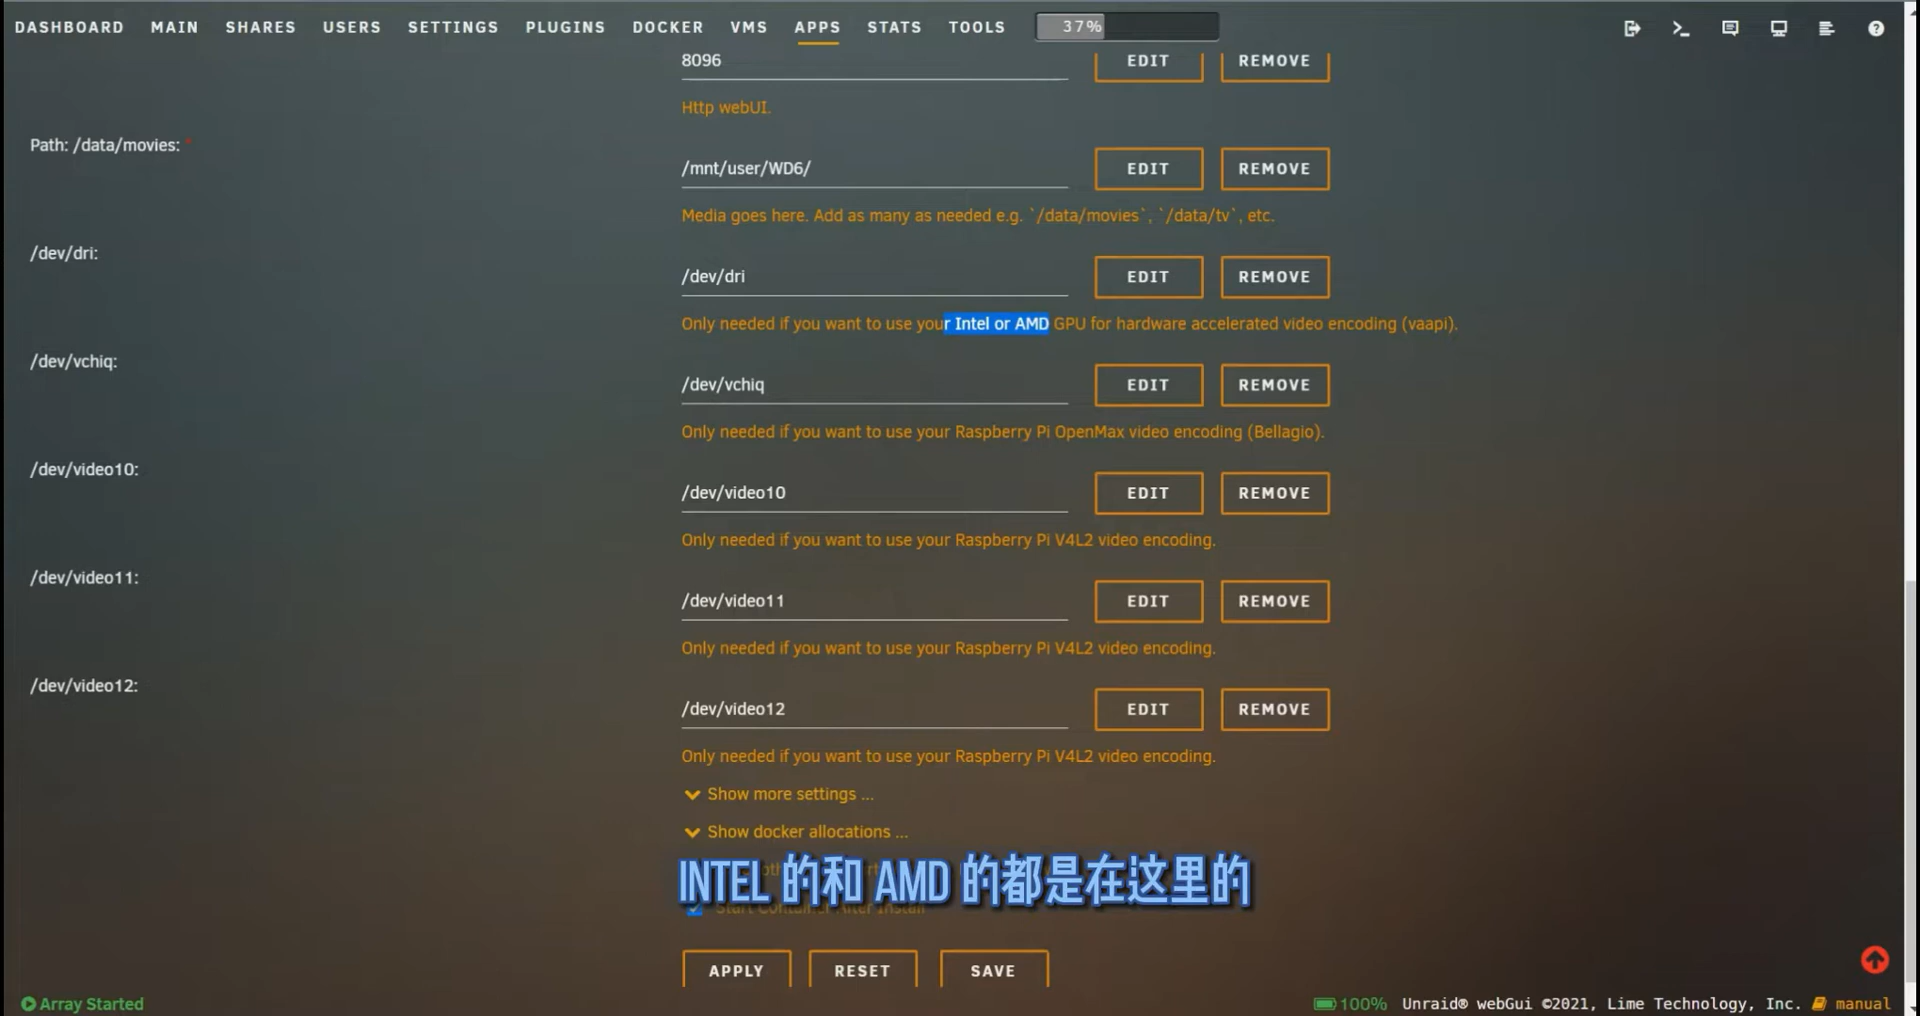 DASHBOARD MAIN SHARES USERS SETTINGS PLUGINS DOCKER VMS APPS STATS TOOLS 37%
8096 EDIT REMOVE
Http webUI.
Path: /data/movies: *
/mnt/user/WD6/ EDIT REMOVE
Media goes here. Add as many as needed e.g. `/data/movies`, `/data/tv`, etc.
/dev/dri:
/dev/dri EDIT REMOVE
Only needed if you want to use your Intel or AMD GPU for hardware accelerated video encoding (vaapi).
/dev/vchiq:
/dev/vchiq EDIT REMOVE
Only needed if you want to use your Raspberry Pi OpenMax video encoding (Bellagio).
/dev/video10:
/dev/video10 EDIT REMOVE
Only needed if you want to use your Raspberry Pi V4L2 video encoding.
/dev/video11:
/dev/video11 EDIT REMOVE
Only needed if you want to use your Raspberry Pi V4L2 video encoding.
/dev/video12:
/dev/video12 EDIT REMOVE
Only needed if you want to use your Raspberry Pi V4L2 video encoding.
Show more settings ...
Show docker allocations ...
INTEL 的和 AMD 的都是在这里的
Start Container After Install
APPLY RESET SAVE
Array Started 100% Unraid® webGui ©2021, Lime Technology, Inc. manual